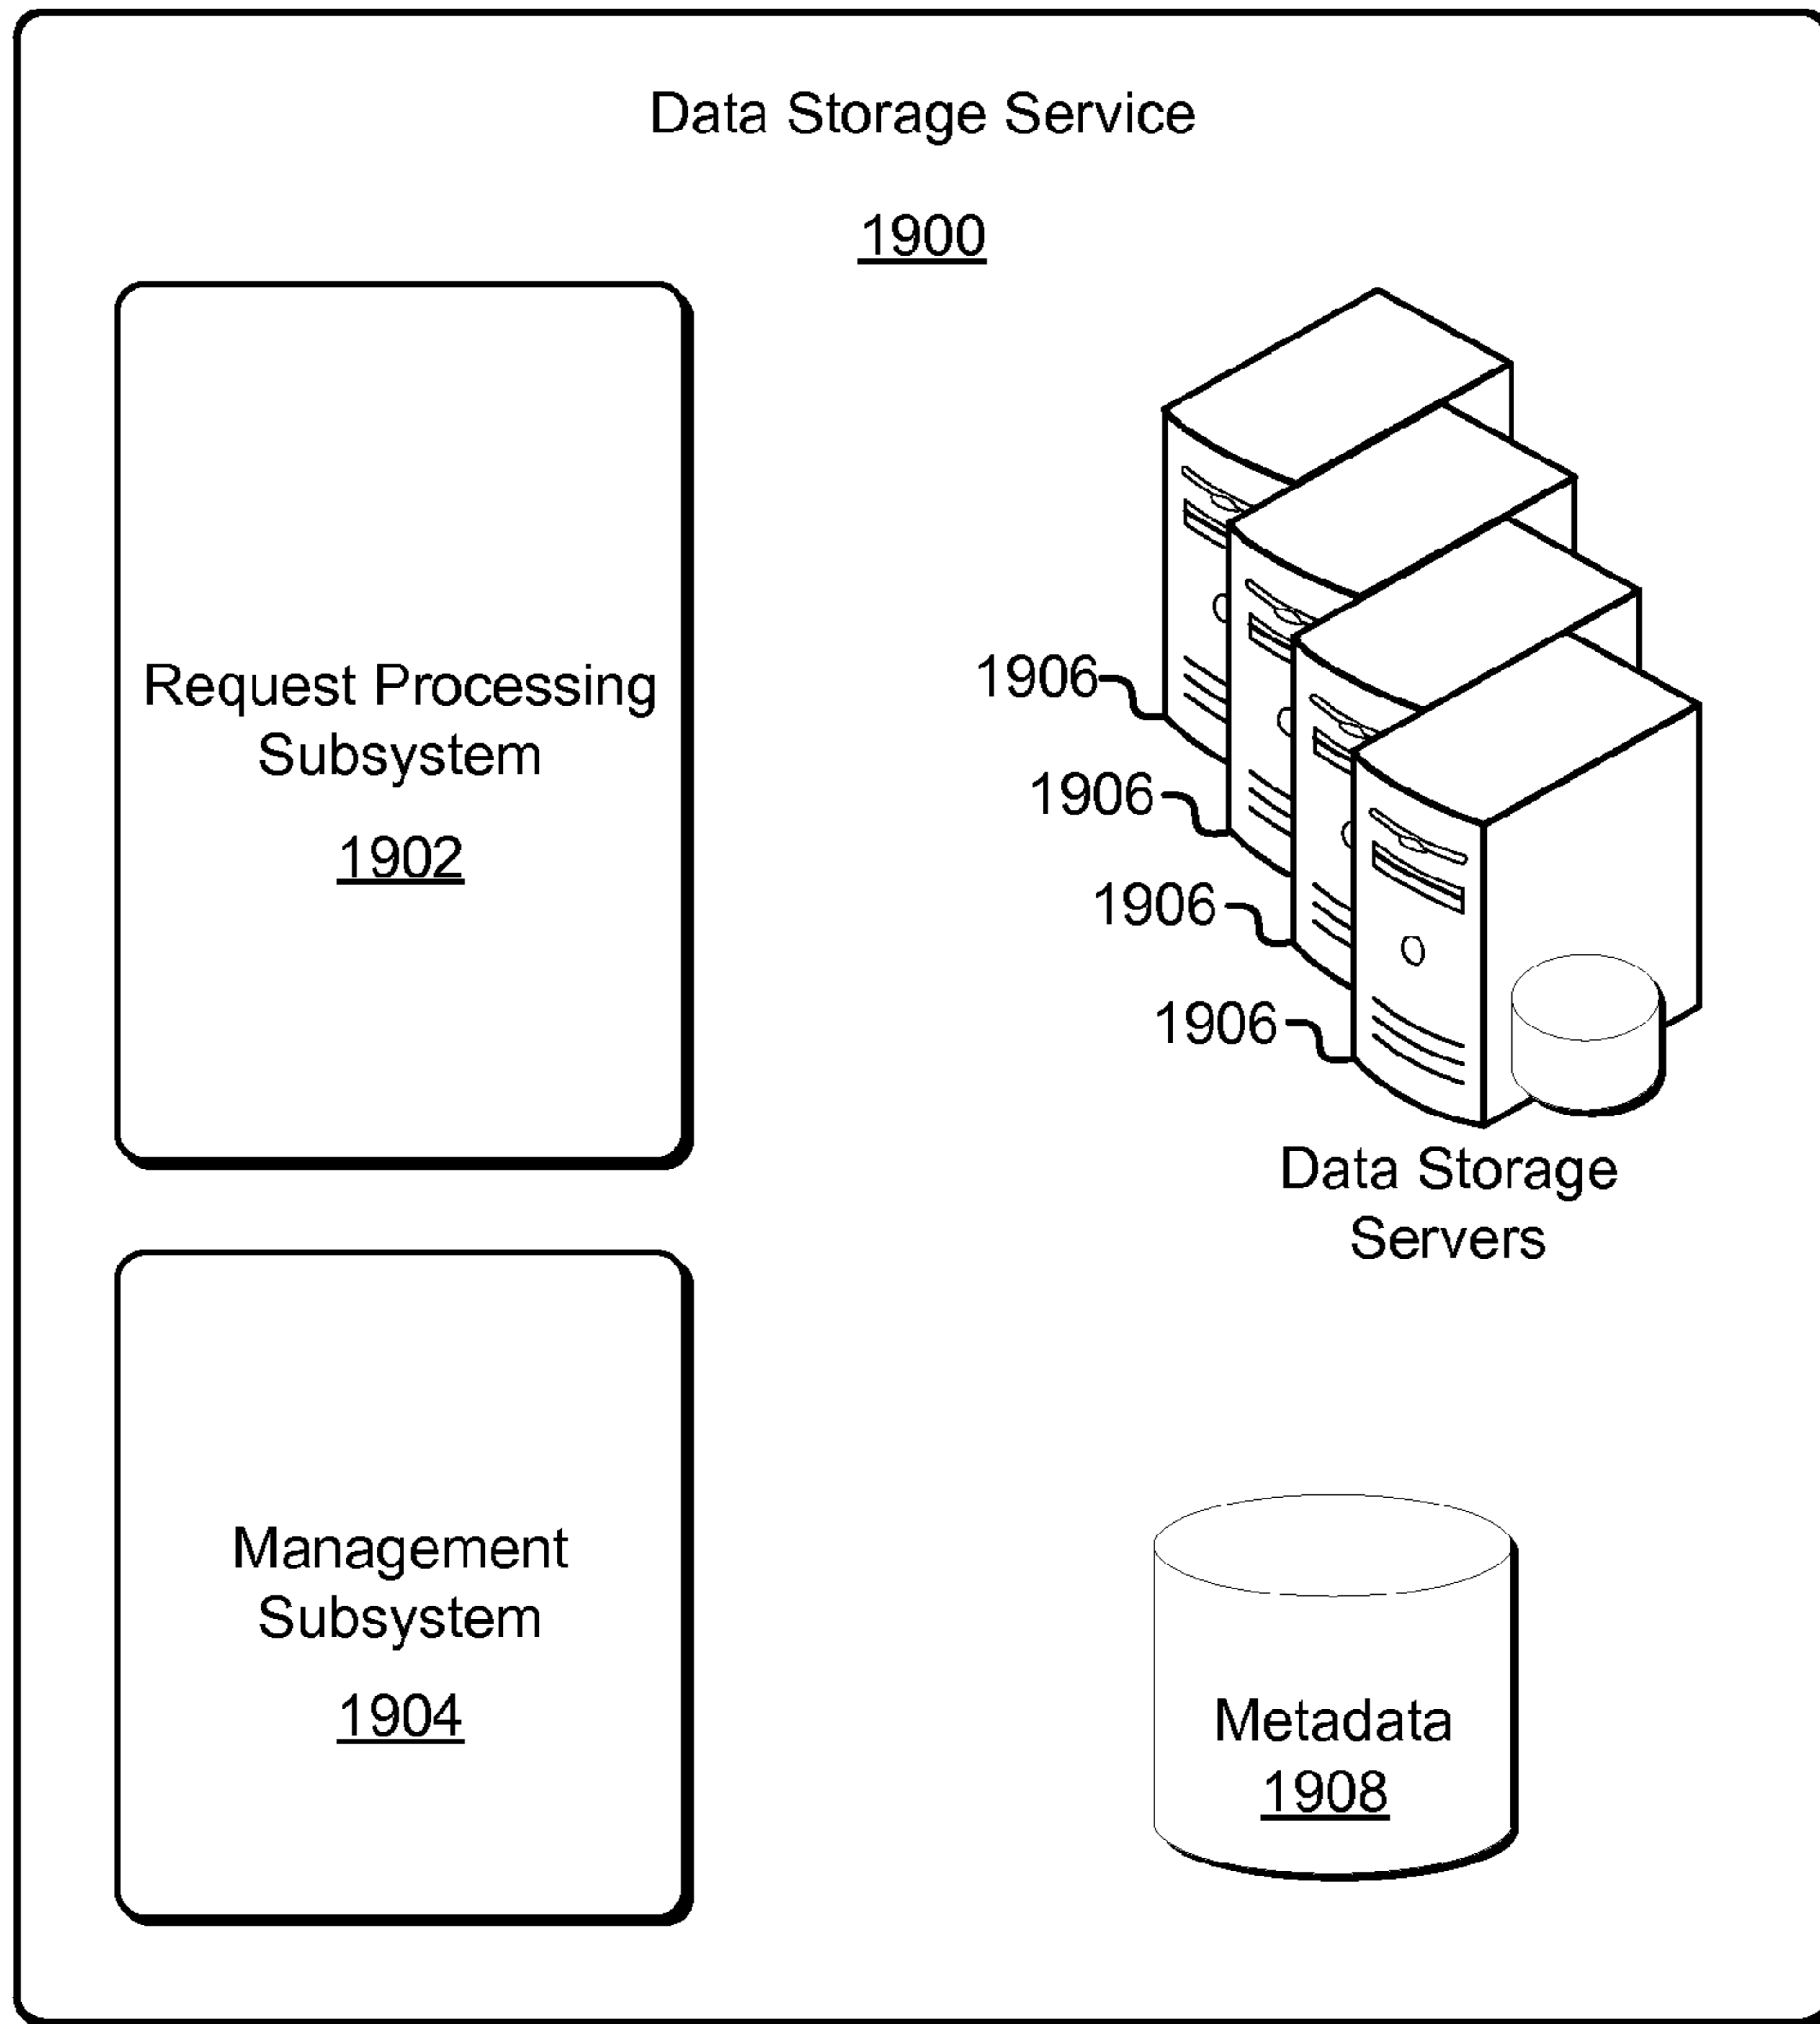 Data Storage Service
1900
Request Processing
Subsystem
1902
1906
1906
1906
1906
Data Storage
Servers
Management
Subsystem
1904
Metadata
1908